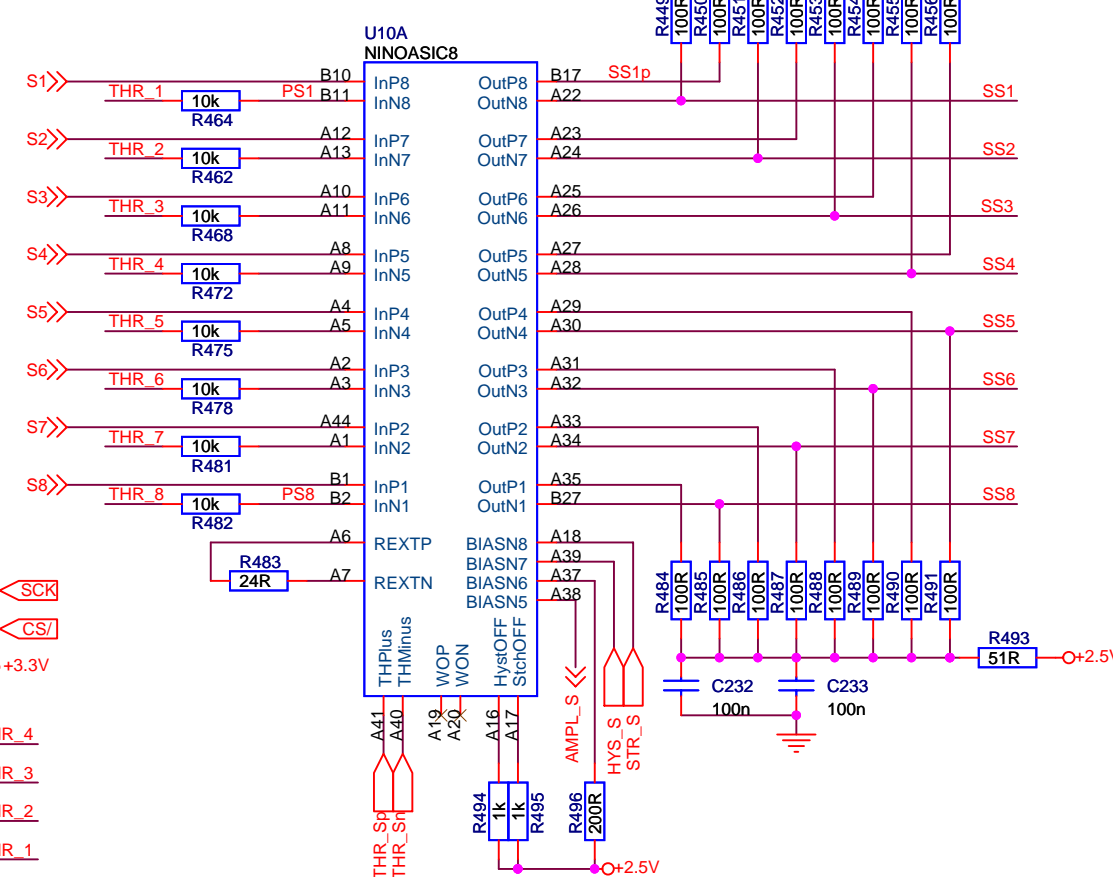 R449 100R R450 100R R451 100R R452 100R R453 100R R454 100R R455 100R R456 100R
U10A
NINOASIC8
S1 B10 InP8 OutP8 B17 SS1p
THR_1 10k PS1 B11 InN8 OutN8 A22 SS1
R464
S2 A12 InP7 OutP7 A23
THR_2 10k A13 InN7 OutN7 A24 SS2
R462
S3 A10 InP6 OutP6 A25
THR_3 10k A11 InN6 OutN6 A26 SS3
R468
S4 A8 InP5 OutP5 A27
THR_4 10k A9 InN5 OutN5 A28 SS4
R472
S5 A4 InP4 OutP4 A29
THR_5 10k A5 InN4 OutN4 A30 SS5
R475
S6 A2 InP3 OutP3 A31
THR_6 10k A3 InN3 OutN3 A32 SS6
R478
S7 A44 InP2 OutP2 A33
THR_7 10k A1 InN2 OutN2 A34 SS7
R481
S8 B1 InP1 OutP1 A35
THR_8 10k PS8 B2 InN1 OutN1 B27 SS8
R482
A6 REXTP BIASN8 A18
R483 BIASN7 A39
24R A7 REXTN BIASN6 A37
BIASN5 A38
R484 100R R485 100R R486 100R R487 100R R488 100R R489 100R R490 100R R491 100R
SCK
CS/
+3.3V
THPlus THMinus WOP WON HystOFF StchOFF
R493
51R +2.5V
C232 C233
100n 100n
A41 A40 A19 A20 A16 A17
AMPL_S HYS_S STR_S
R_4
R_3
R_2
R_1
THR_Sp THR_Sn
R494 1k 1k R495 R496 200R
+2.5V